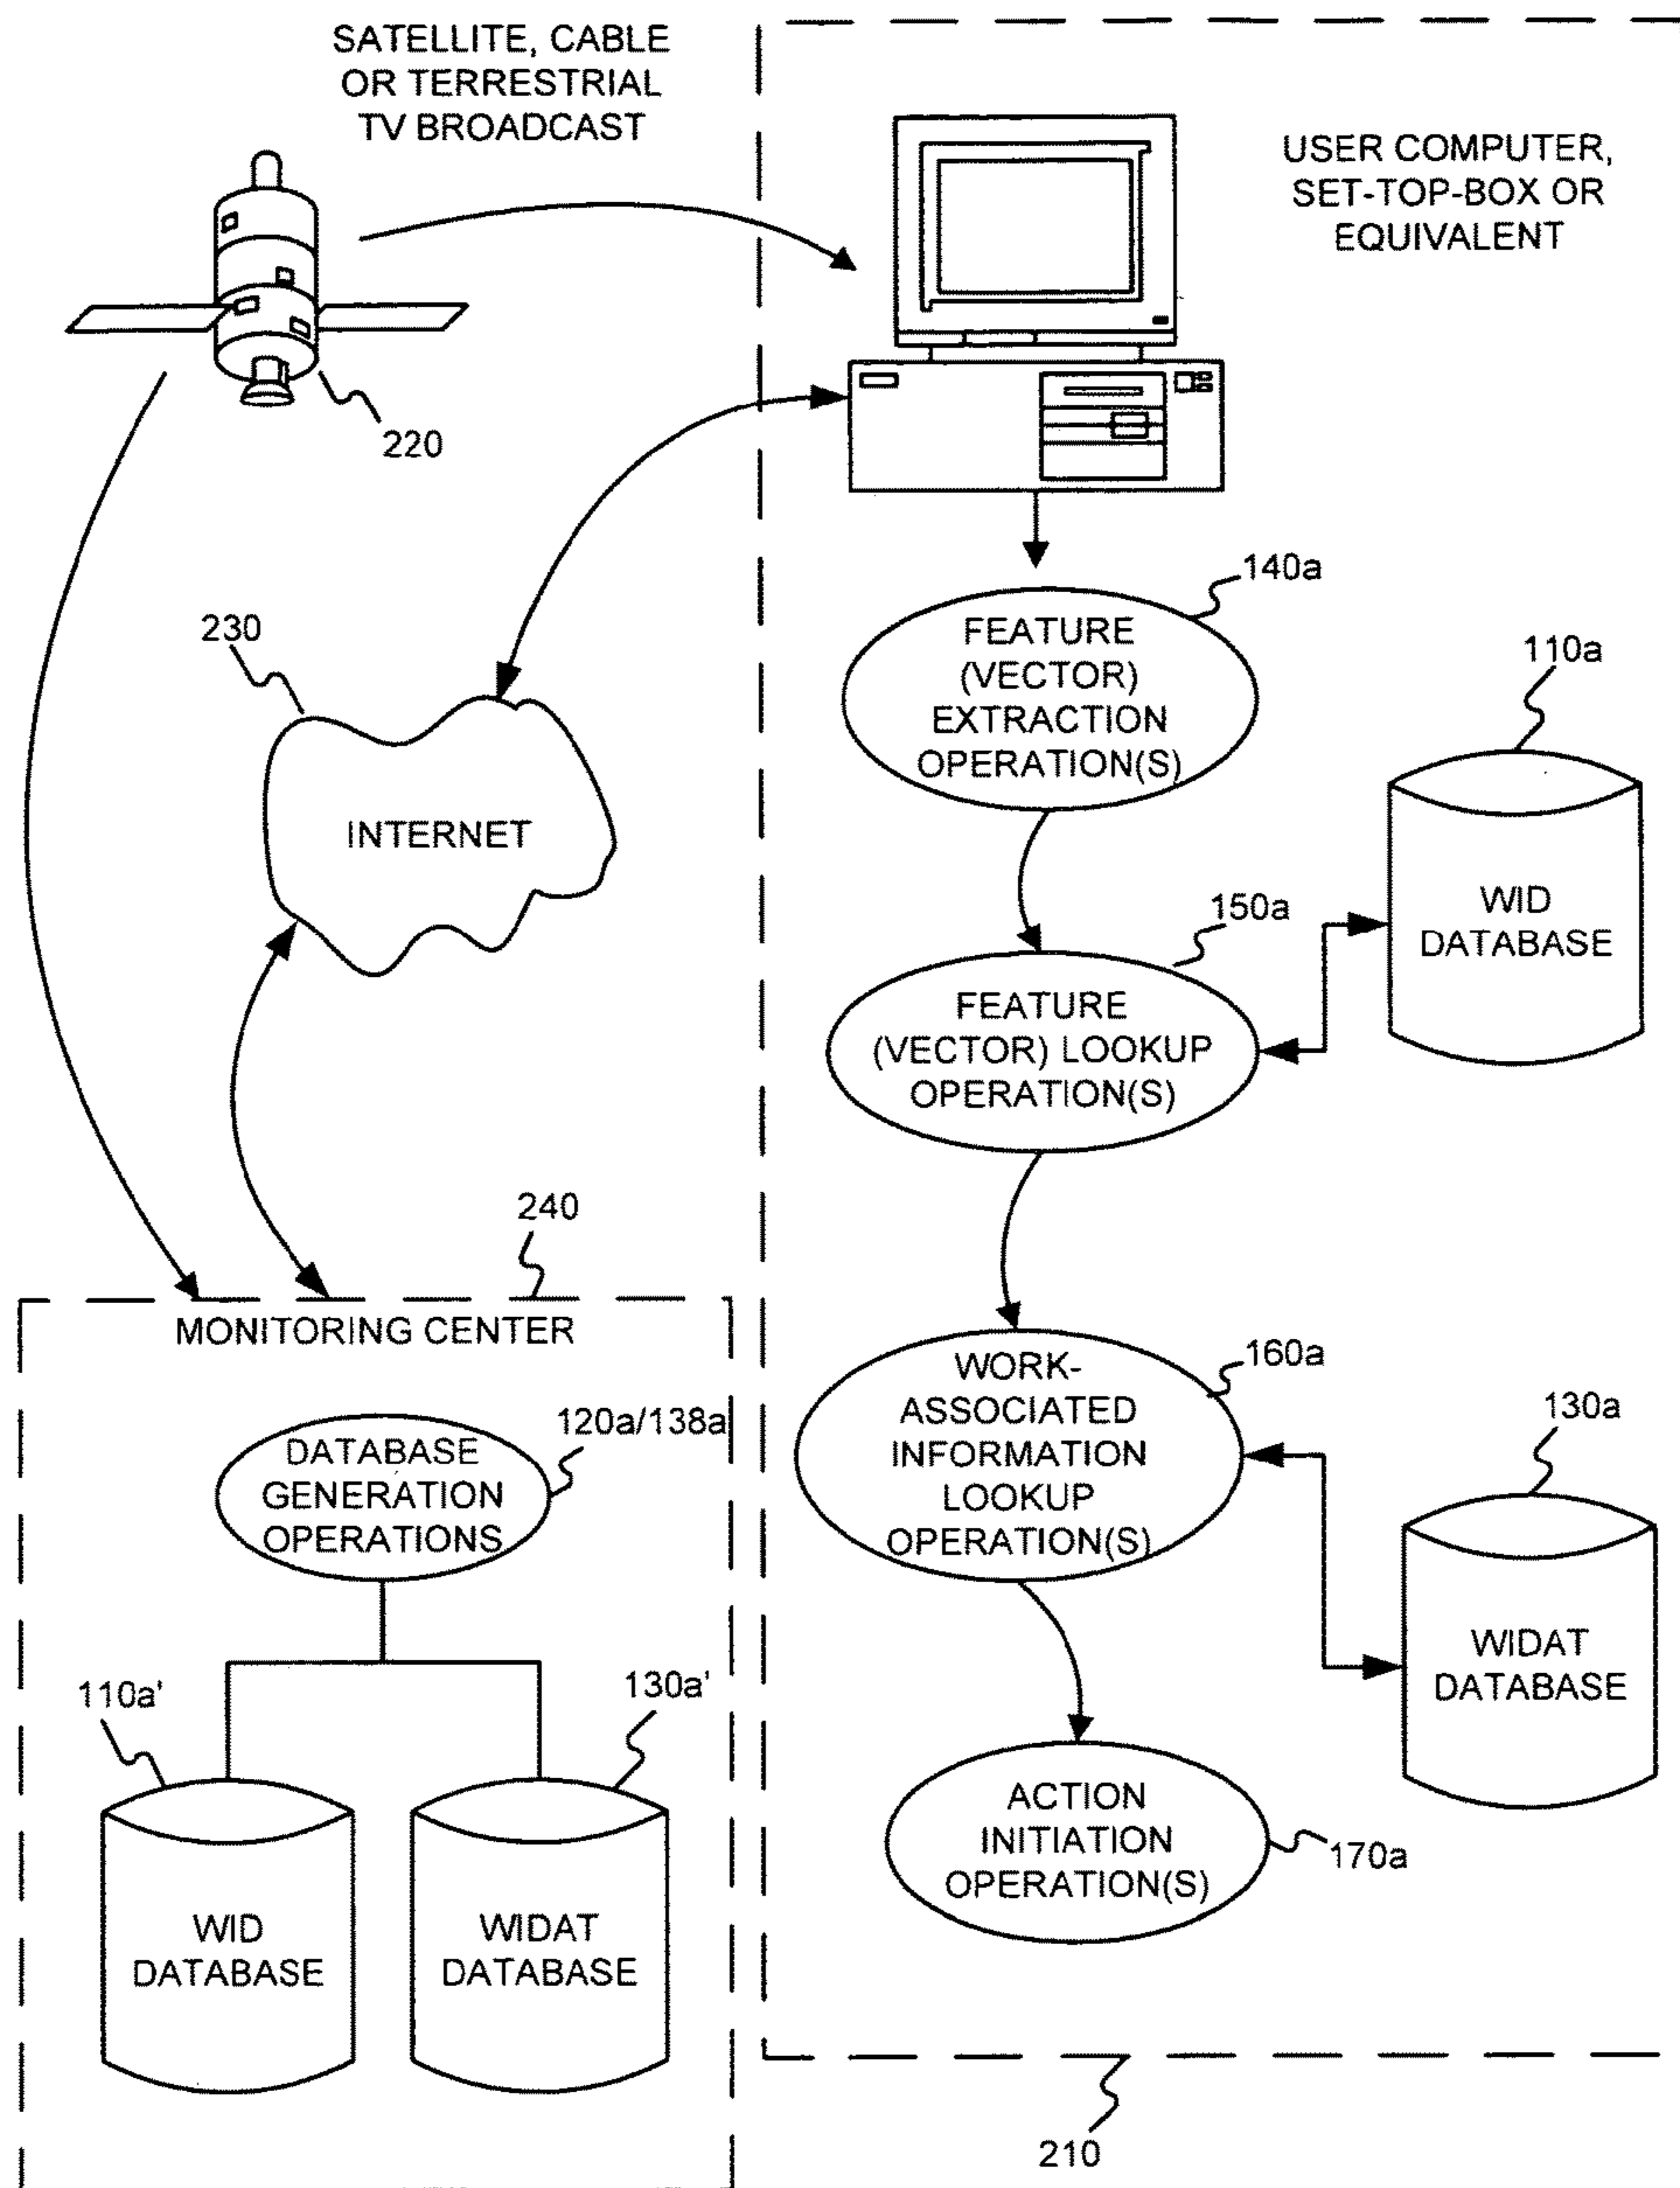 SATELLITE, CABLE
OR TERRESTRIAL
TV BROADCAST
USER COMPUTER,
SET-TOP-BOX OR
EQUIVALENT
220
140a
FEATURE
(VECTOR)
EXTRACTION
OPERATION(S)
230
INTERNET
110a
WID
DATABASE
150a
FEATURE
(VECTOR) LOOKUP
OPERATION(S)
240
MONITORING CENTER
160a
WORK-
ASSOCIATED
INFORMATION
LOOKUP
OPERATION(S)
130a
WIDAT
DATABASE
120a/138a
DATABASE
GENERATION
OPERATIONS
110a'
130a'
WID
DATABASE
WIDAT
DATABASE
ACTION
INITIATION
OPERATION(S)
170a
210